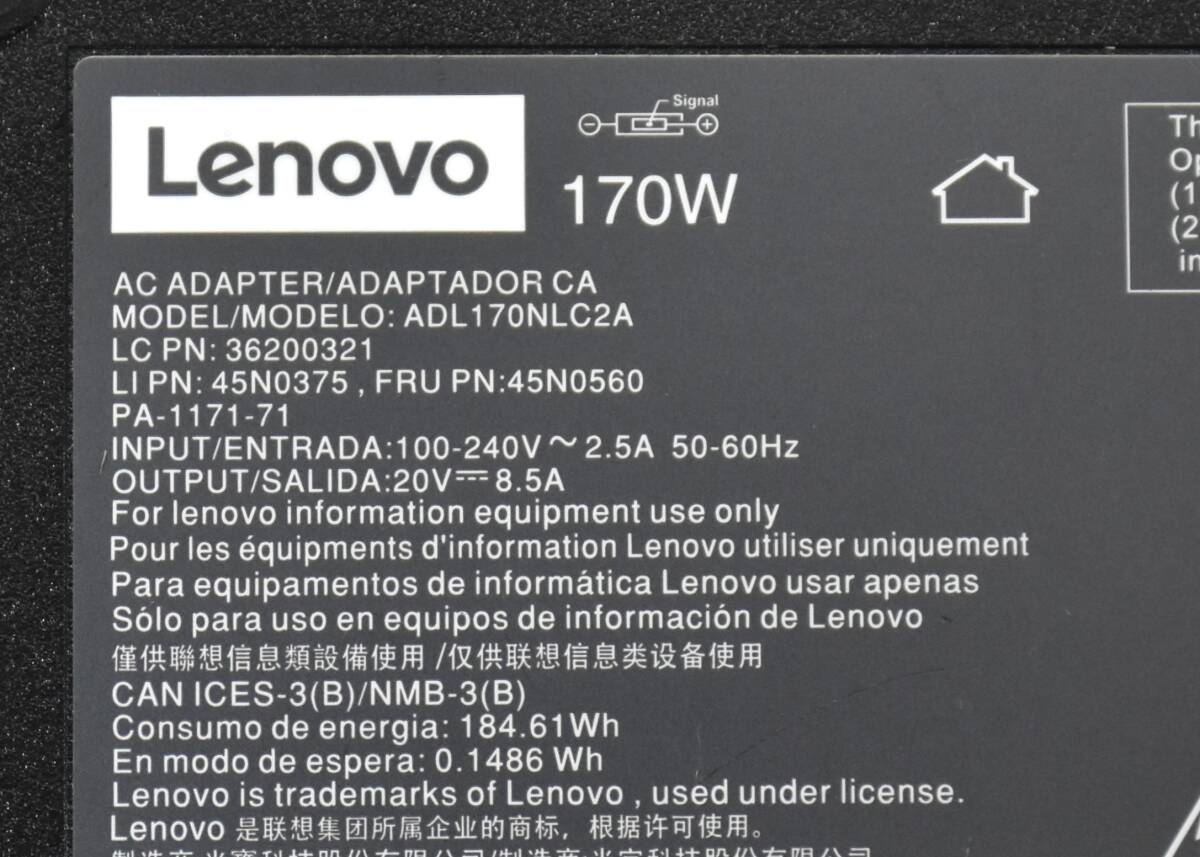 Lenovo
Signal
170W
AC ADAPTER/ADAPTADOR CA
MODEL/MODELO: ADL170NLC2A
LC PN: 36200321
LI PN: 45N0375 , FRU PN:45N0560
PA-1171-71
INPUT/ENTRADA:100-240V～2.5A 50-60Hz
OUTPUT/SALIDA:20V⎓8.5A
For lenovo information equipment use only
Pour les équipments d'information Lenovo utiliser uniquement
Para equipamentos de informática Lenovo usar apenas
Sólo para uso en equipos de información de Lenovo
僅供聯想信息類設備使用 /仅供联想信息类设备使用
CAN ICES-3(B)/NMB-3(B)
Consumo de energia: 184.61Wh
En modo de espera: 0.1486 Wh
Lenovo is trademarks of Lenovo , used under license.
Lenovo 是联想集团所属企业的商标，根据许可使用。
Th
Op
(1
(2
in